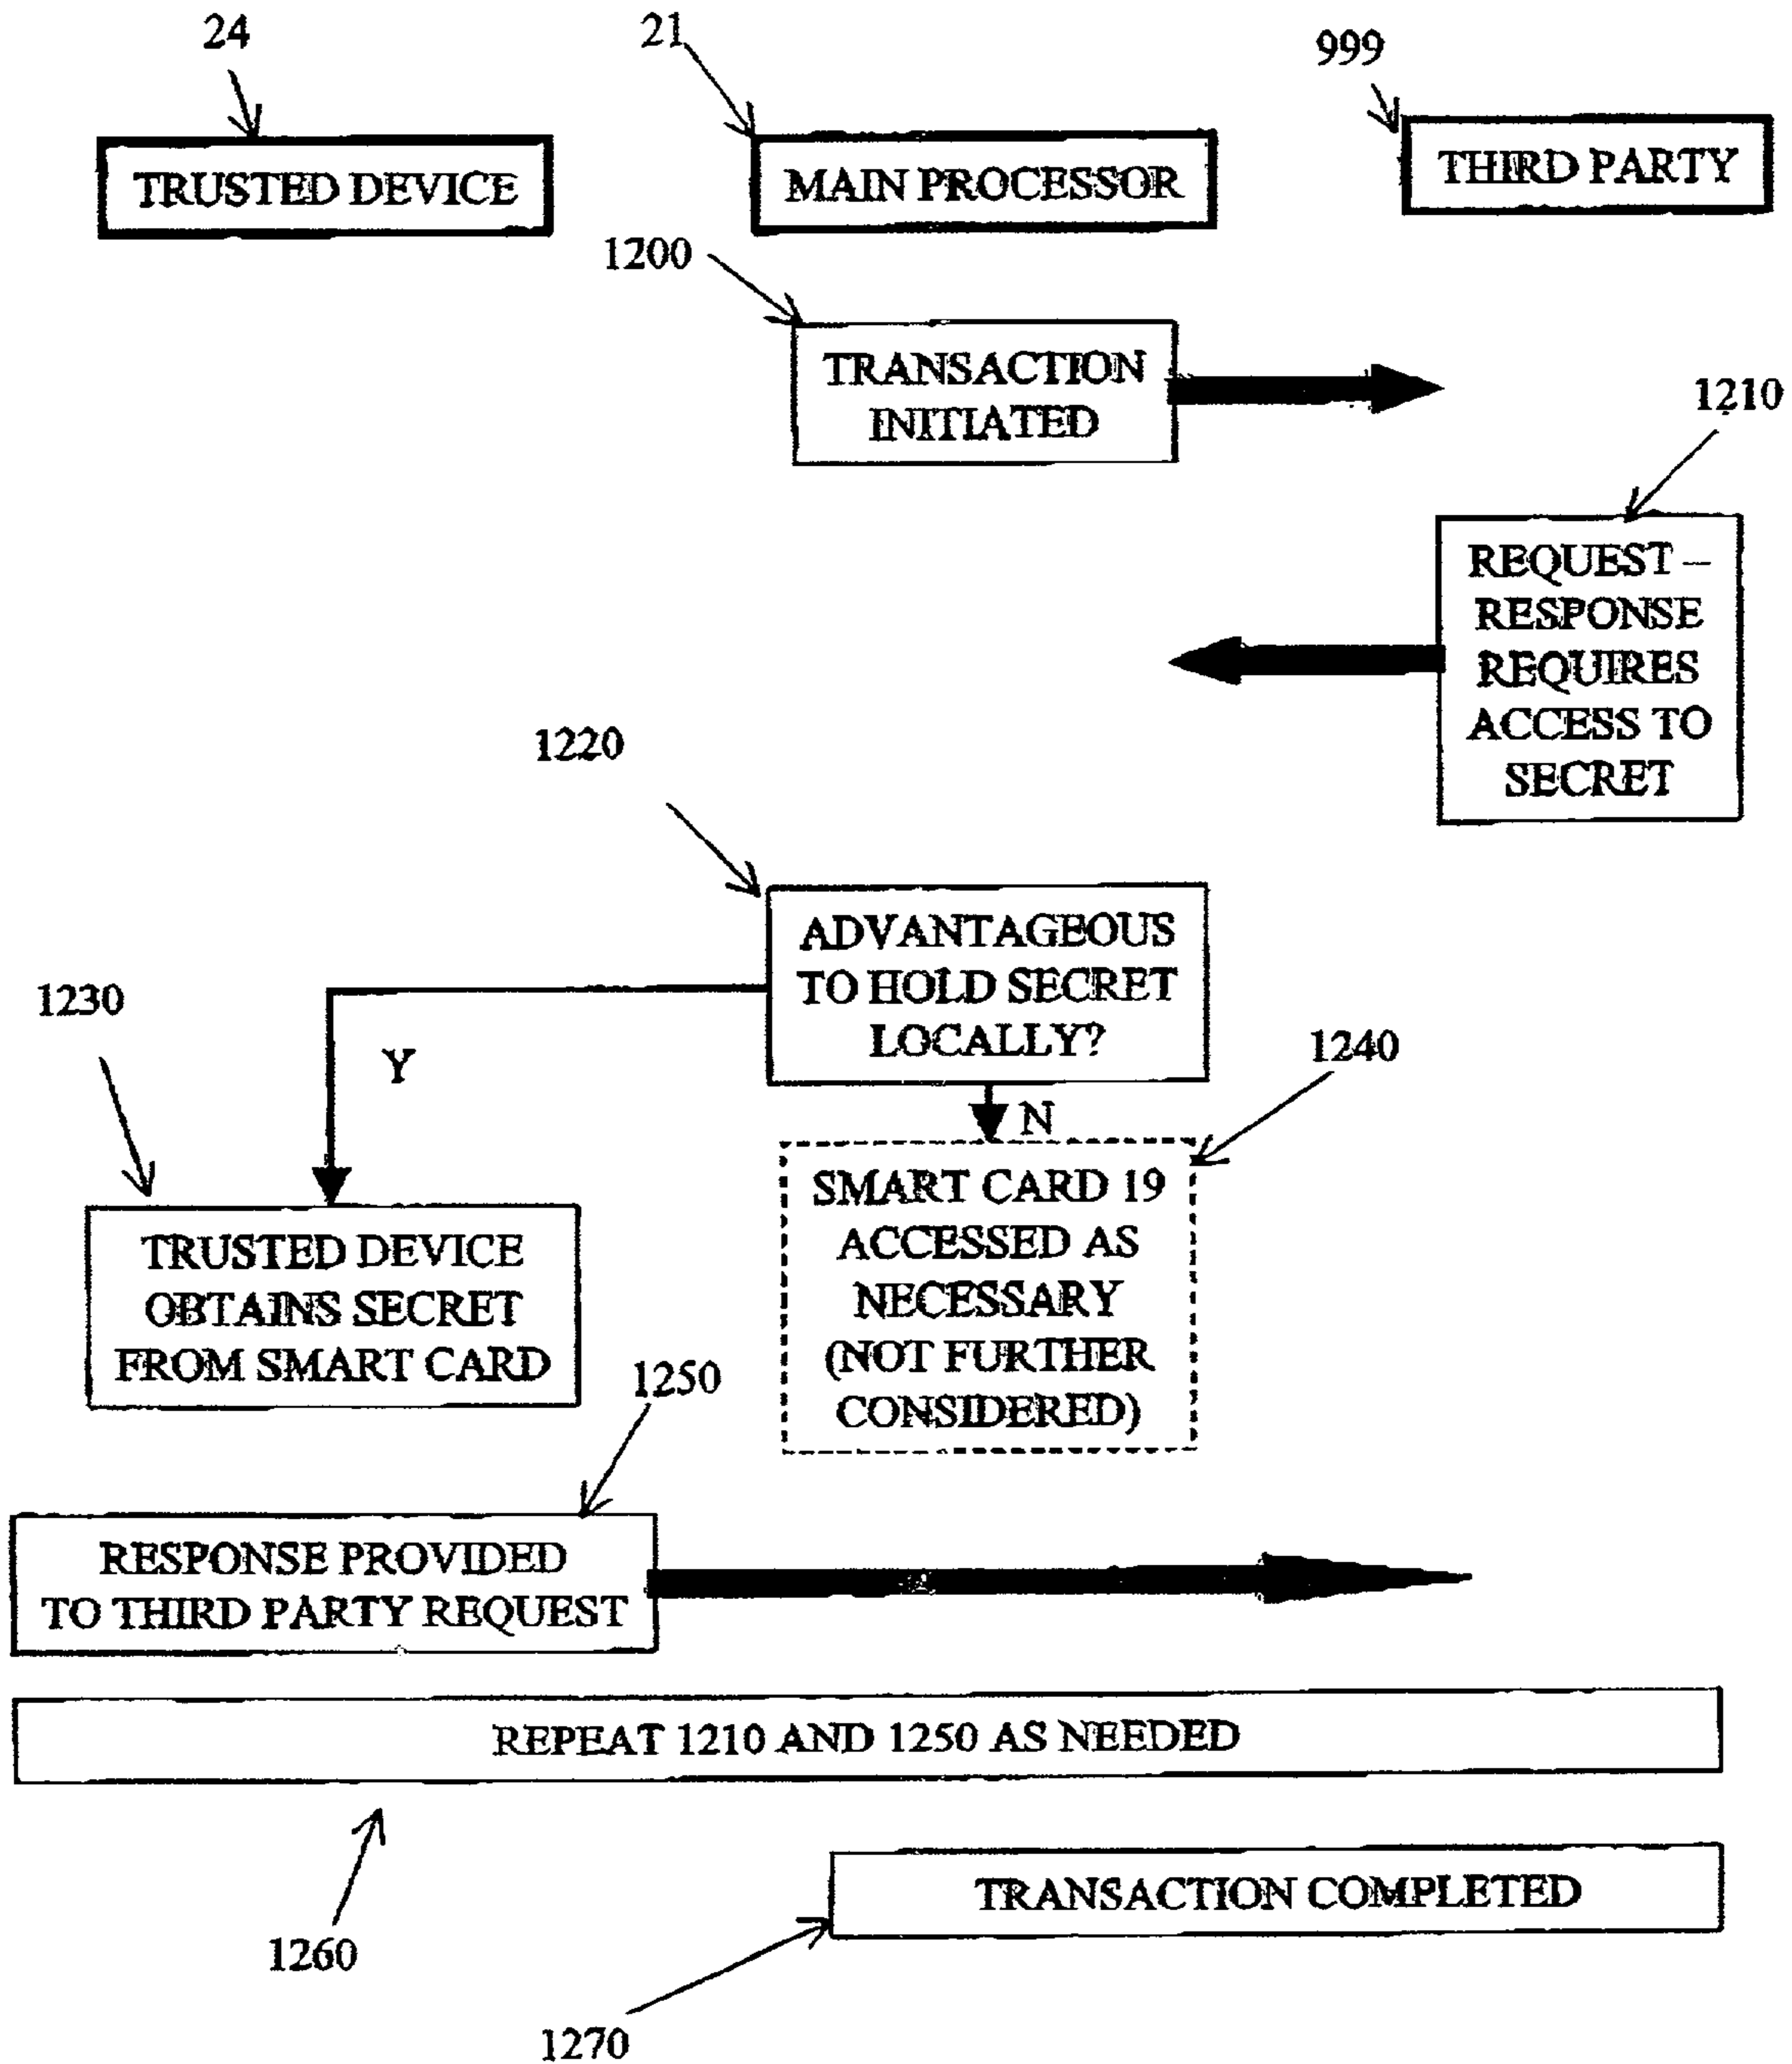 24
21
999
TRUSTED DEVICE
MAIN PROCESSOR
THIRD PARTY
1200
TRANSACTION
INITIATED
1210
REQUEST –
RESPONSE
REQUIRES
ACCESS TO
SECRET
1220
ADVANTAGEOUS
TO HOLD SECRET
LOCALLY?
1230
Y
1240
N
SMART CARD 19
ACCESSED AS
NECESSARY
(NOT FURTHER
CONSIDERED)
TRUSTED DEVICE
OBTAINS SECRET
FROM SMART CARD
1250
RESPONSE PROVIDED
TO THIRD PARTY REQUEST
REPEAT 1210 AND 1250 AS NEEDED
1260
TRANSACTION COMPLETED
1270